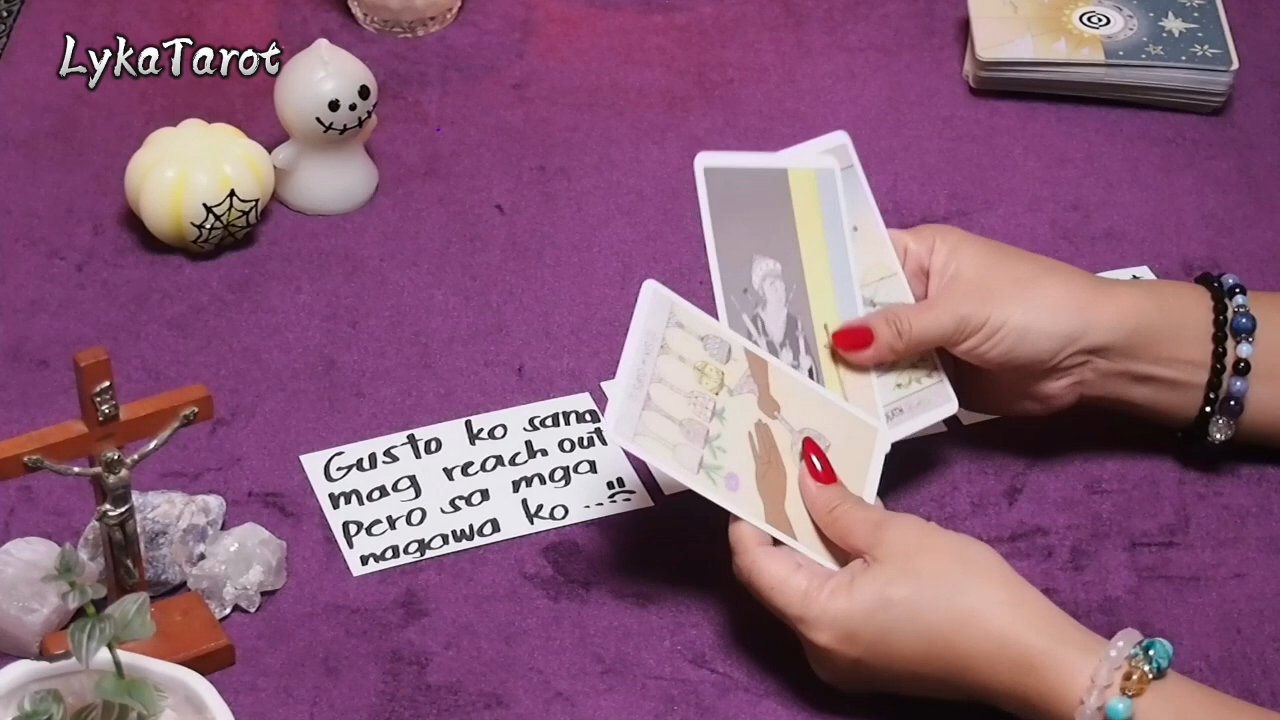 LykaTarot
Gusto ko sana
mag reach out
pero sa mga
nagawa ko ...